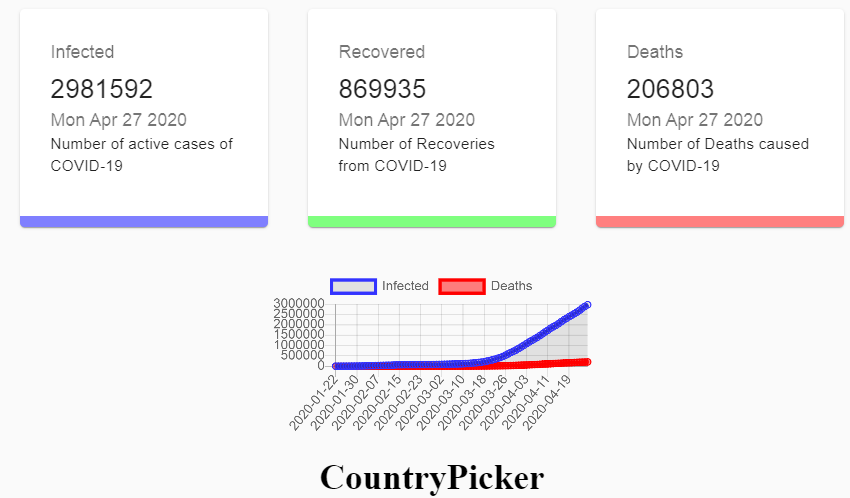 Infected
2981592
Mon Apr 27 2020
Number of active cases of
COVID-19
Recovered
869935
Mon Apr 27 2020
Number of Recoveries
from COVID-19
Deaths
206803
Mon Apr 27 2020
Number of Deaths caused
by COVID-19
Infected Deaths
3000000
2500000
2000000
1500000
1000000
500000
0
2020-01-22
2020-01-30
2020-02-07
2020-02-15
2020-02-23
2020-03-02
2020-03-10
2020-03-18
2020-03-26
2020-04-03
2020-04-11
2020-04-19
CountryPicker